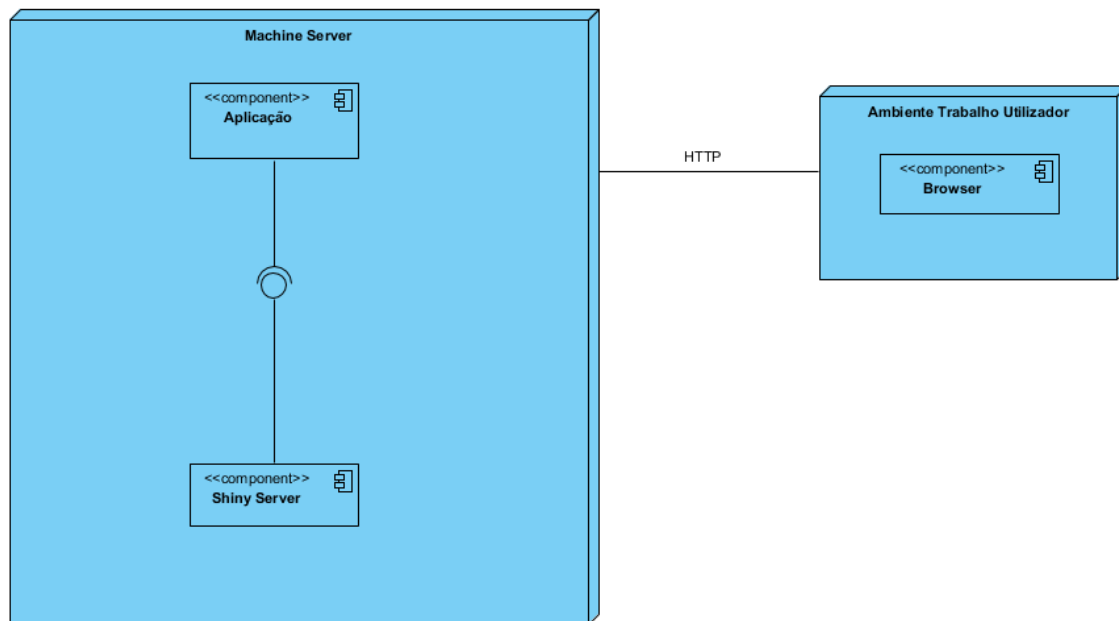 Machine Server
<<component>>
Aplicação
<<component>>
Shiny Server
HTTP
Ambiente Trabalho Utilizador
<<component>>
Browser